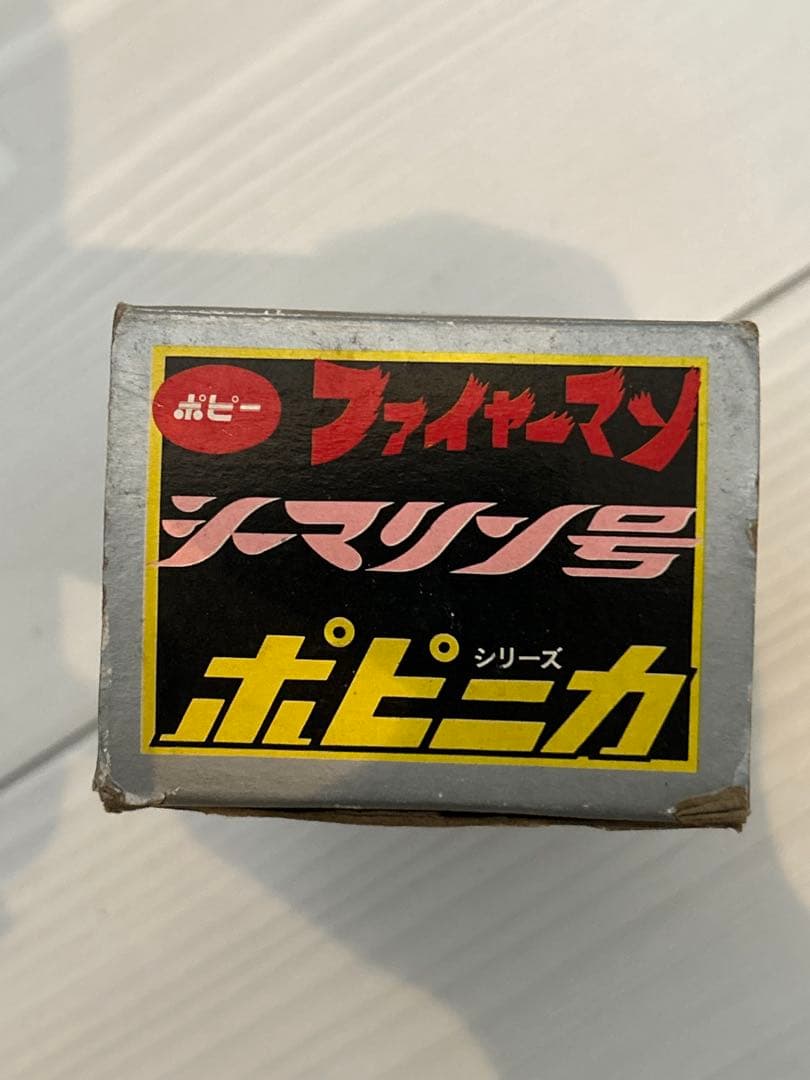 ポピー
ファイヤーマン
シーマリン号
シリーズ
ポピニカ